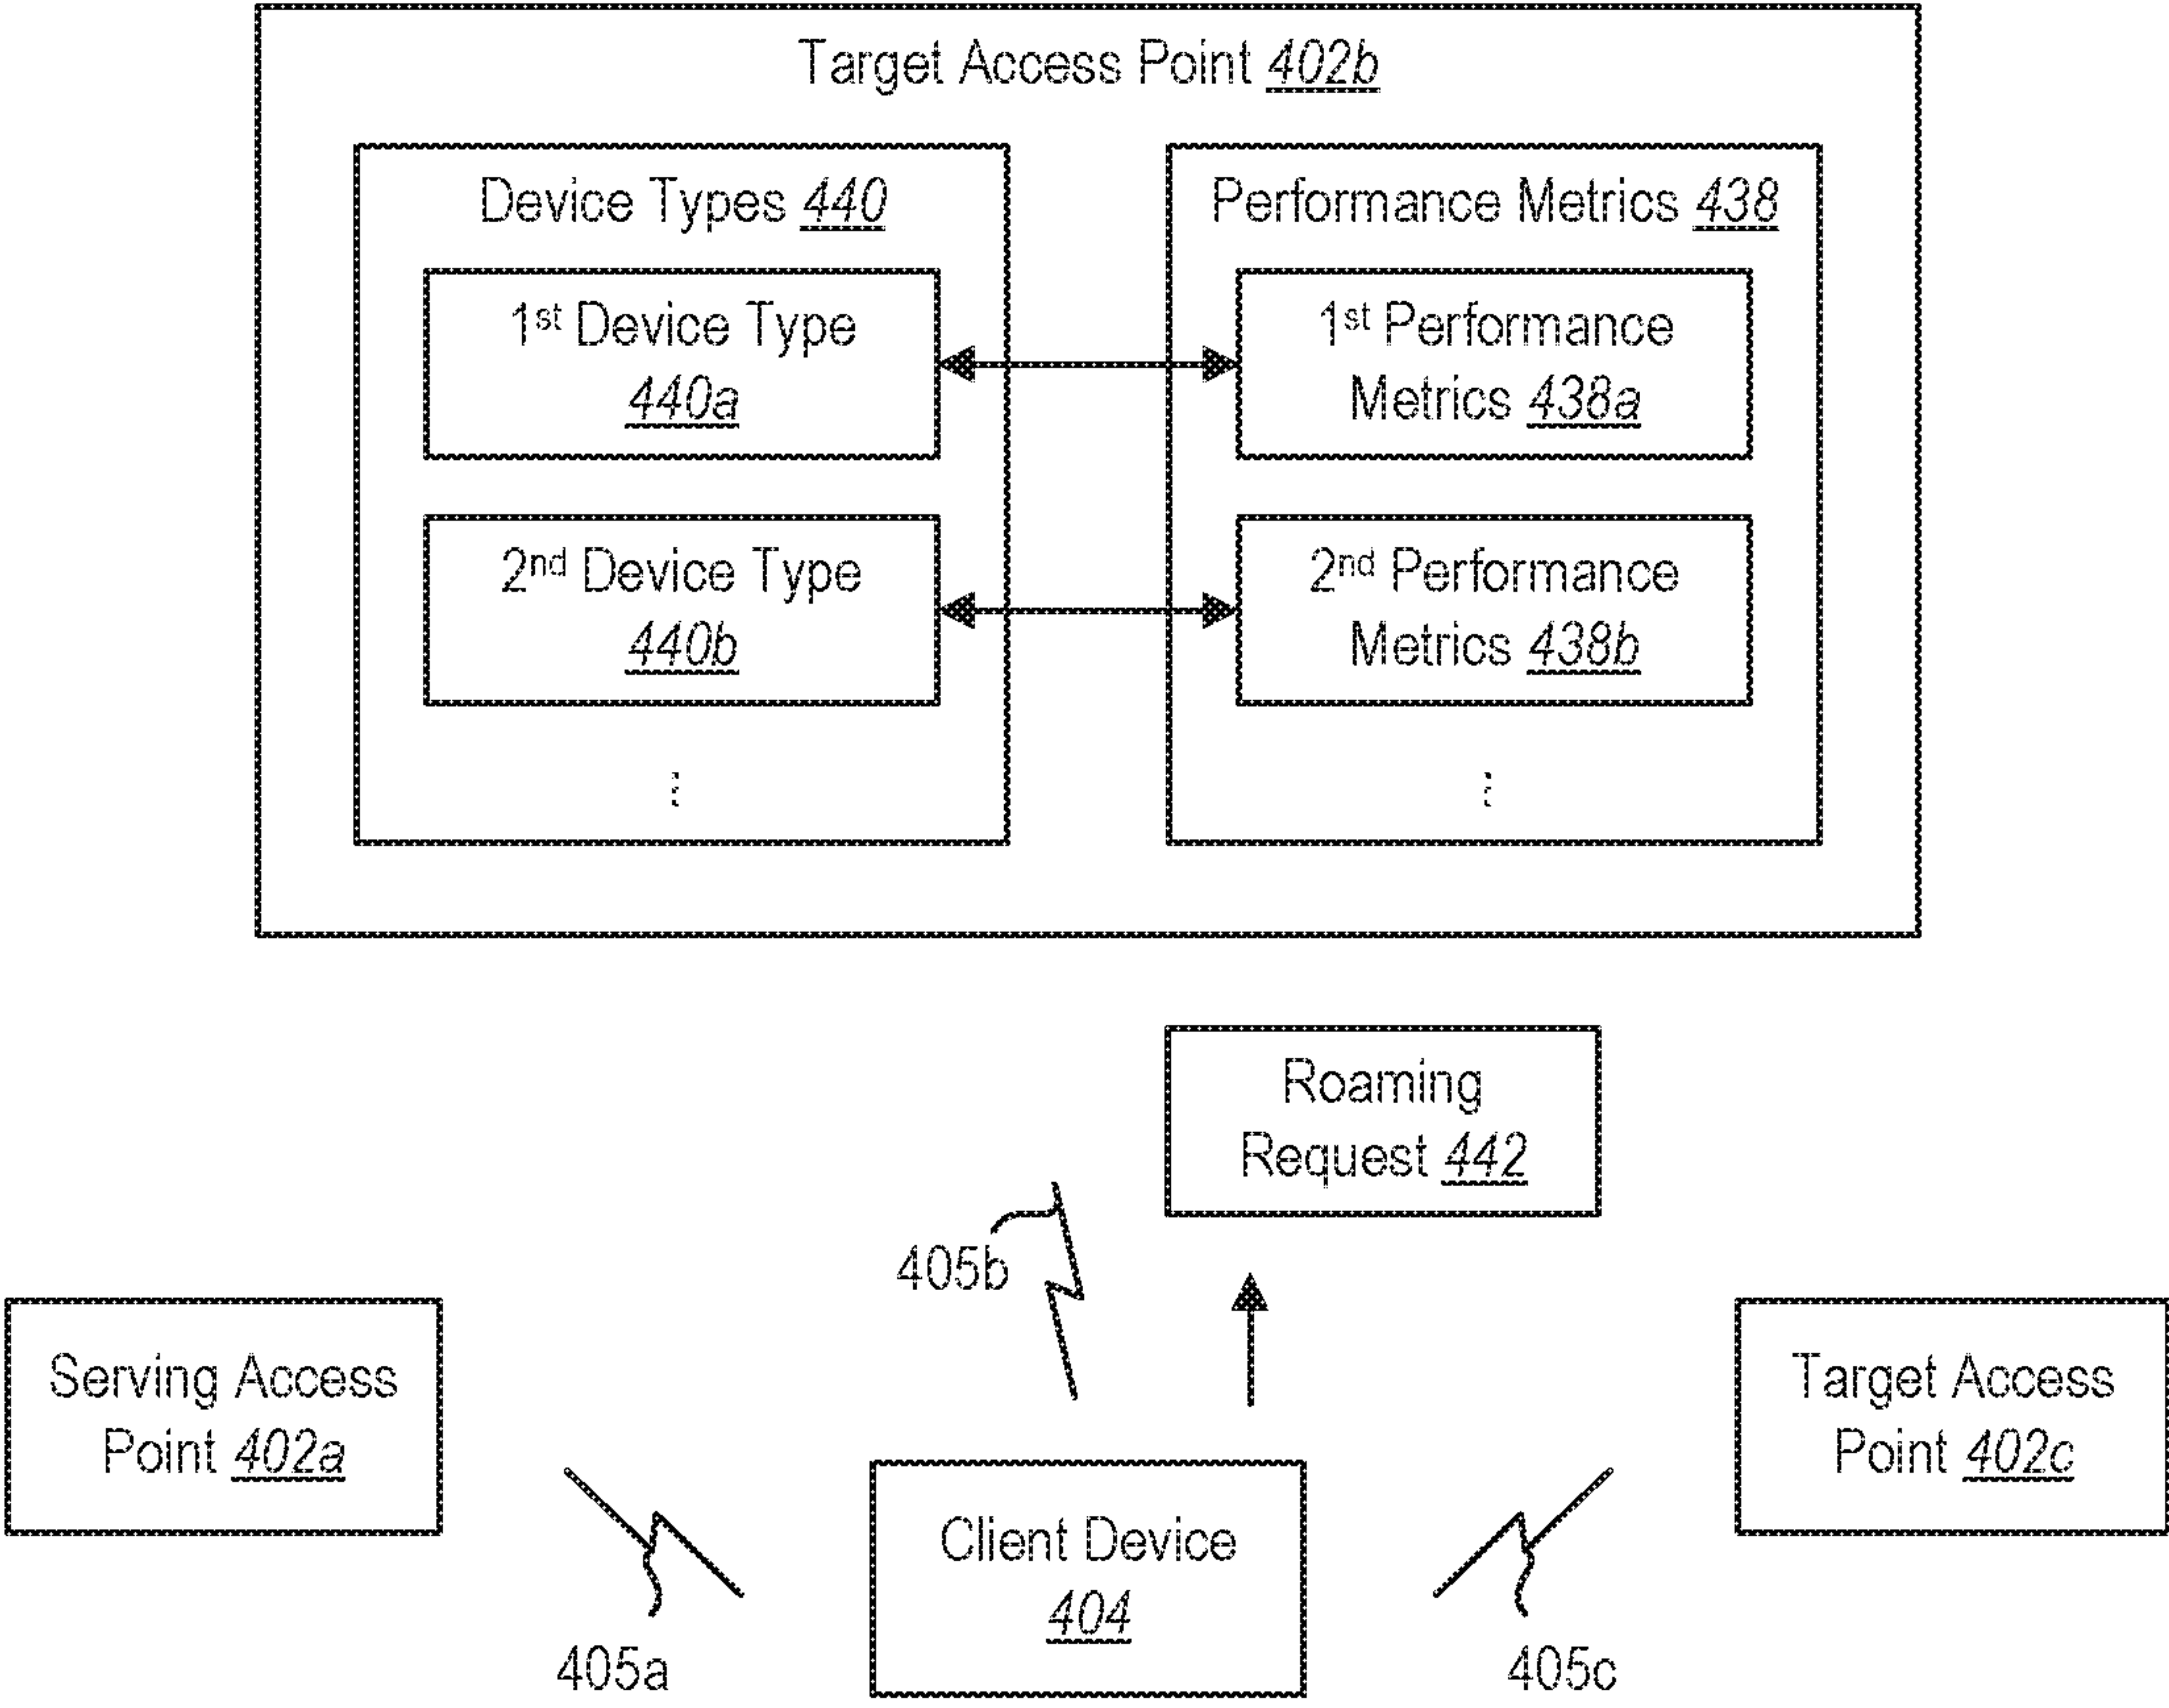 Target Access Point 402b
Device Types 440
Performance Metrics 438
1st Device Type
440a
1st Performance
Metrics 438a
2nd Device Type
440b
2nd Performance
Metrics 438b
Roaming
Request 442
405b
Serving Access
Point 402a
Target Access
Point 402c
Client Device
404
405a
405c